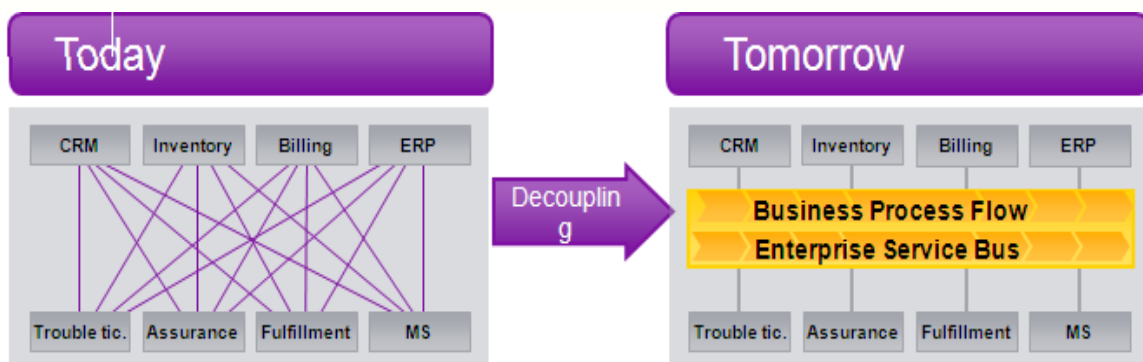 Today
Tomorrow
CRM Inventory Billing ERP
Trouble tic. Assurance Fulfillment MS
Decouplin
g
CRM Inventory Billing ERP
Business Process Flow
Enterprise Service Bus
Trouble tic. Assurance Fulfillment MS